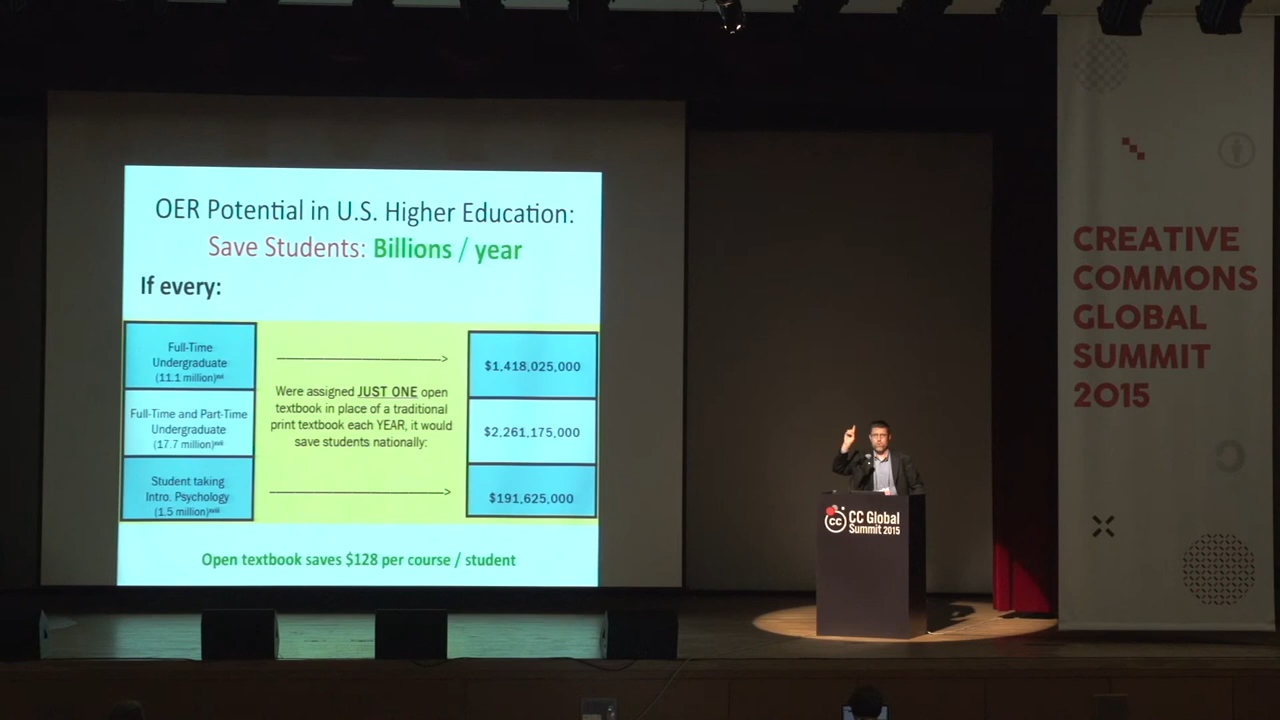 OER Potential in U.S. Higher Education:
Save Students: Billions / year
If every:
Full-Time
Undergraduate
(11.1 million)
Full-Time and Part-Time
Undergraduate
(17.7 million)
Student taking
Intro. Psychology
(1.5 million)
Were assigned JUST ONE open
textbook in place of a traditional
print textbook each YEAR, it would
save students nationally:
$1,418,025,000
$2,261,175,000
$191,625,000
Open textbook saves $128 per course / student
cc
CC Global
Summit 2015
CREATIVE
COMMONS
GLOBAL
SUMMIT
2015